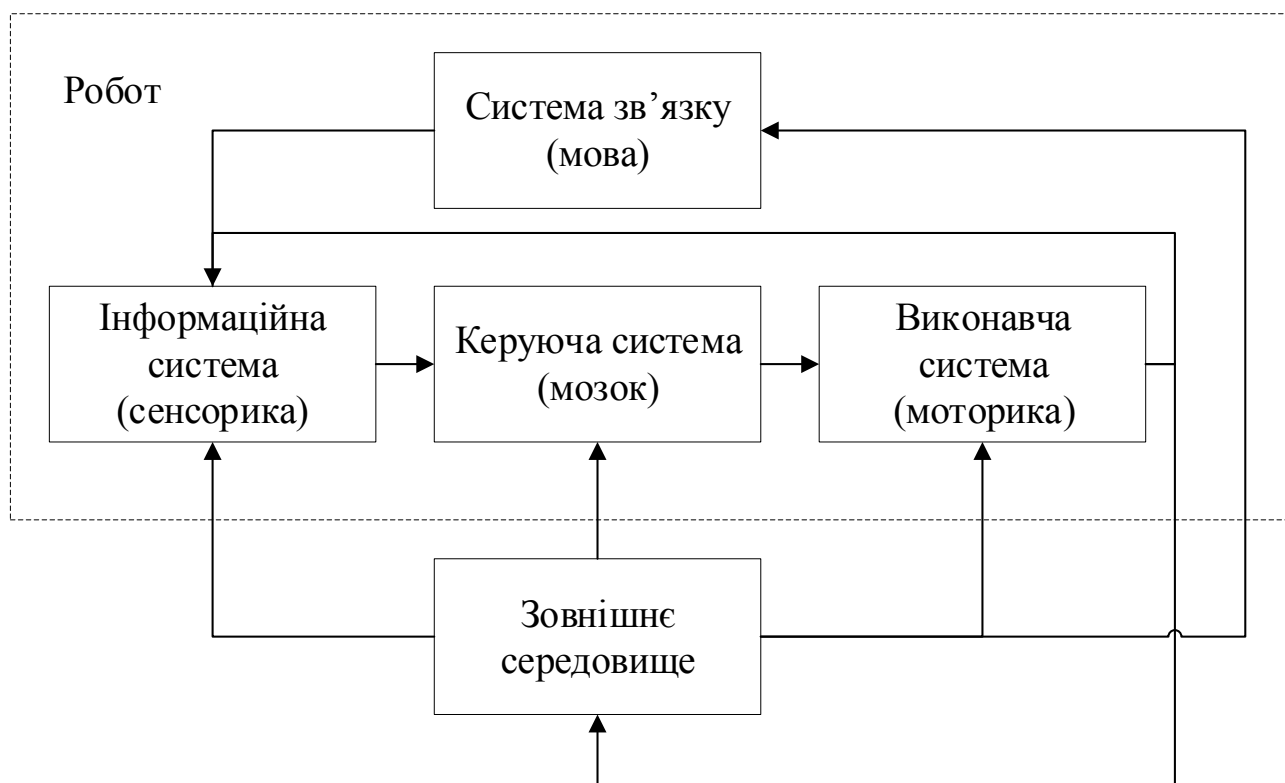 Робот
Система зв’язку
(мова)
Інформаційна
система
(сенсорика)
Керуюча система
(мозок)
Виконавча
система
(моторика)
Зовнішнє
середовище